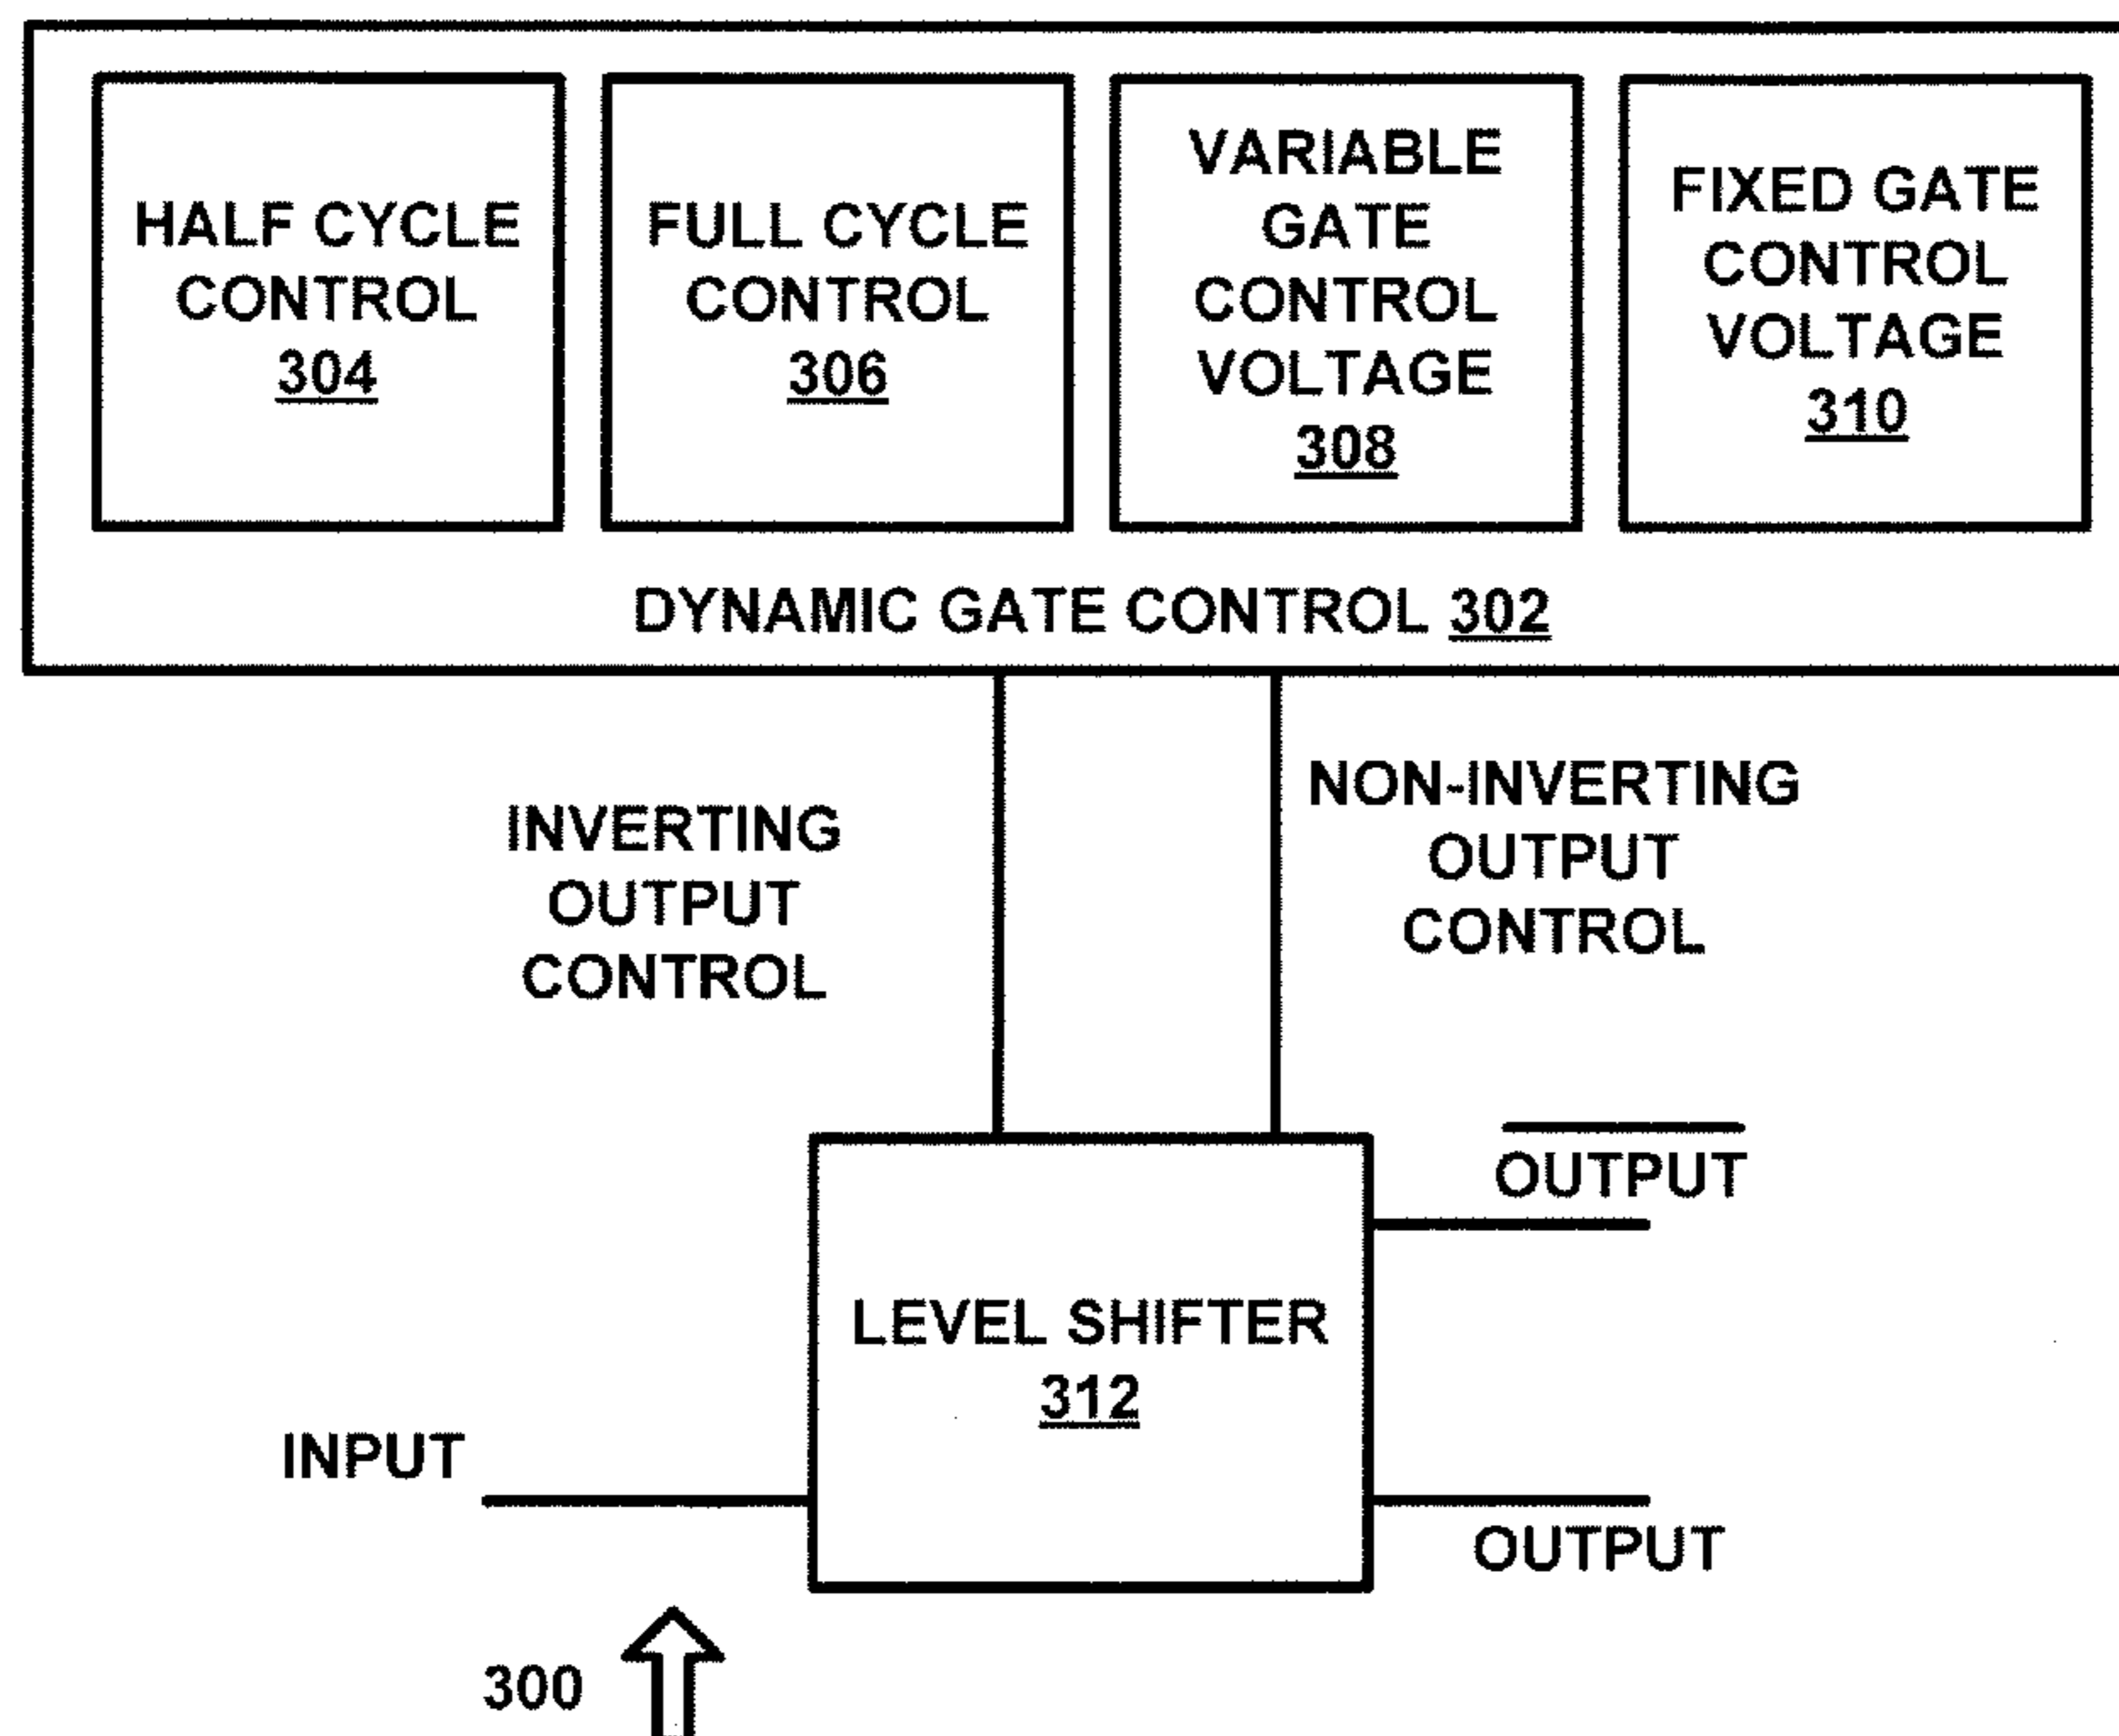 HALF CYCLE
CONTROL
304
FULL CYCLE
CONTROL
306
VARIABLE
GATE
CONTROL
VOLTAGE
308
FIXED GATE
CONTROL
VOLTAGE
310
DYNAMIC GATE CONTROL 302
INVERTING
OUTPUT
CONTROL
NON-INVERTING
OUTPUT
CONTROL
OUTPUT
LEVEL SHIFTER
312
INPUT
OUTPUT
300